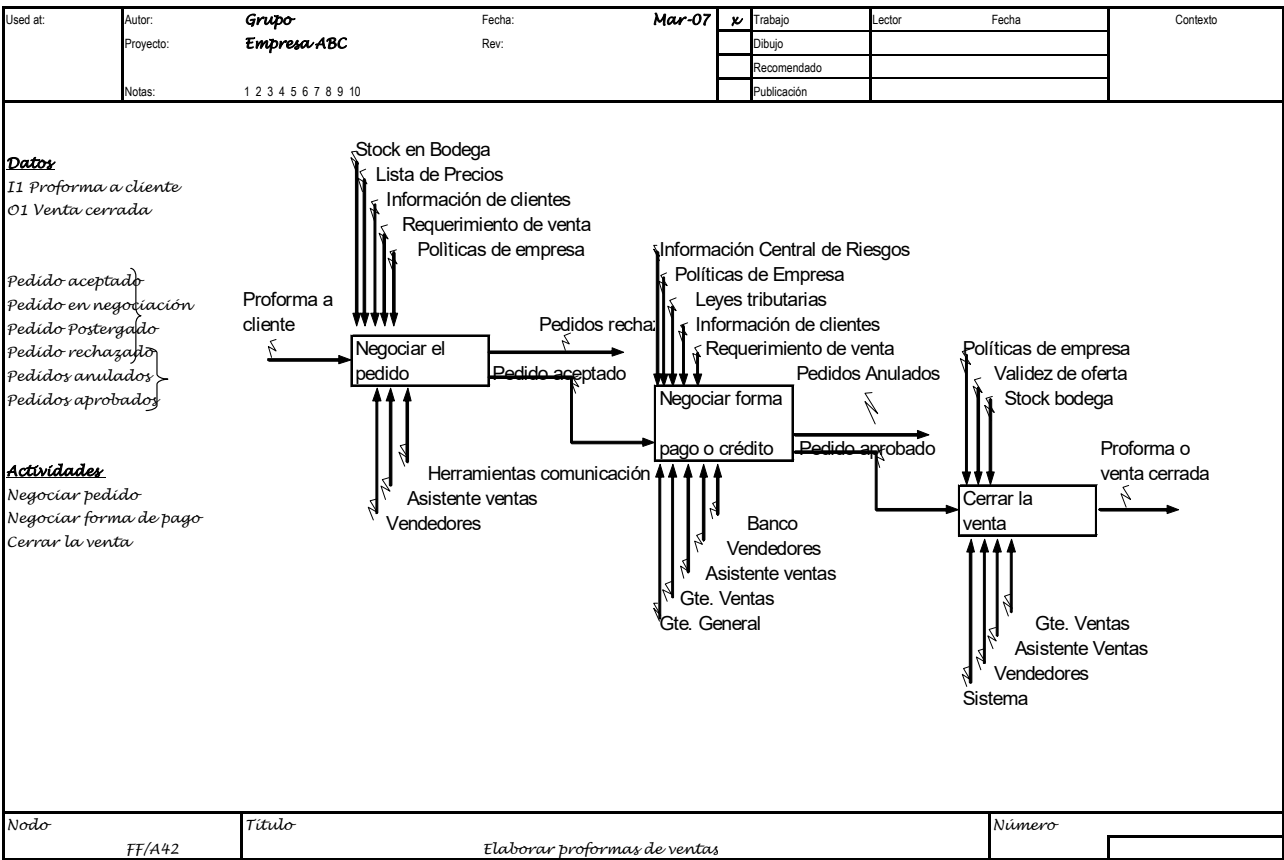 Used at:
Autor:
Grupo
Fecha:
Mar-07
x
Trabajo
Lector
Fecha
Contexto
Proyecto:
Empresa ABC
Rev:
Dibujo
Recomendado
Notas:
1 2 3 4 5 6 7 8 9 10
Publicación
Datos
I1 Proforma a cliente
O1 Venta cerrada
Pedido aceptado
Pedido en negociación
Pedido Postergado
Pedido rechazado
Pedidos anulados
Pedidos aprobados
Actividades
Negociar pedido
Negociar forma de pago
Cerrar la venta
Stock en Bodega
Lista de Precios
Información de clientes
Requerimiento de venta
Polìticas de empresa
Proforma a
cliente
Negociar el
pedido
Pedidos recha
Pedido aceptado
Herramientas comunicación
Asistente ventas
Vendedores
Información Central de Riesgos
Políticas de Empresa
Leyes tributarias
Información de clientes
Requerimiento de venta
Pedidos Anulados
Negociar forma
pago o crédito
Pedido aprobado
Banco
Vendedores
Asistente ventas
Gte. Ventas
Gte. General
Políticas de empresa
Validez de oferta
Stock bodega
Proforma o
venta cerrada
Cerrar la
venta
Gte. Ventas
Asistente Ventas
Vendedores
Sistema
Nodo
FF/A42
Título
Elaborar proformas de ventas
Número